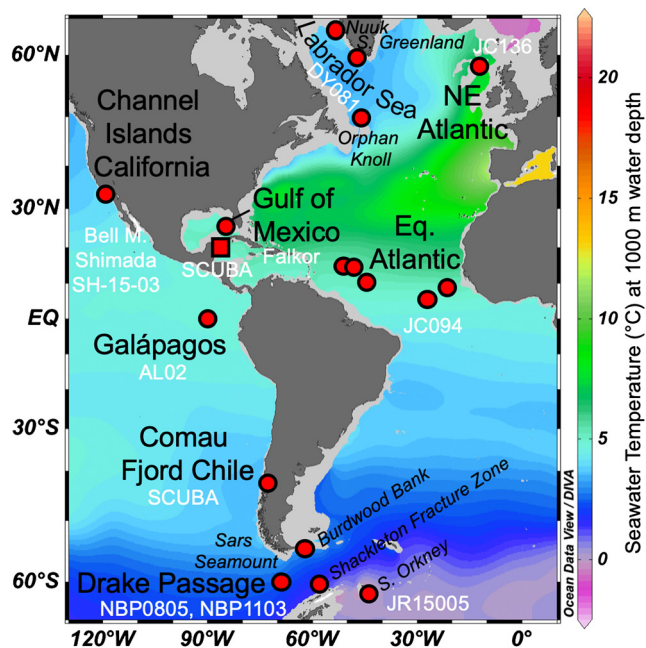 60°N
30°N
EQ
30°S
60°S
120°W
90°W
60°W
30°W
0°
Nuuk
S. Greenland
Labrador Sea
DY081
Orphan
Knoll
JC136
NE
Atlantic
Channel
Islands
California
Bell M.
Shimada
SH-15-03
Gulf of
Mexico
Falkor
SCUBA
Eq.
Atlantic
JC094
Galápagos
AL02
Comau
Fjord Chile
SCUBA
Burdwood Bank
Shackleton Fracture Zone
Sars
Seamount
S. Orkney
Drake Passage
NBP0805, NBP1103
JR15005
Ocean Data View / DIVA
20
15
10
5
0
Seawater Temperature (°C) at 1000 m water depth